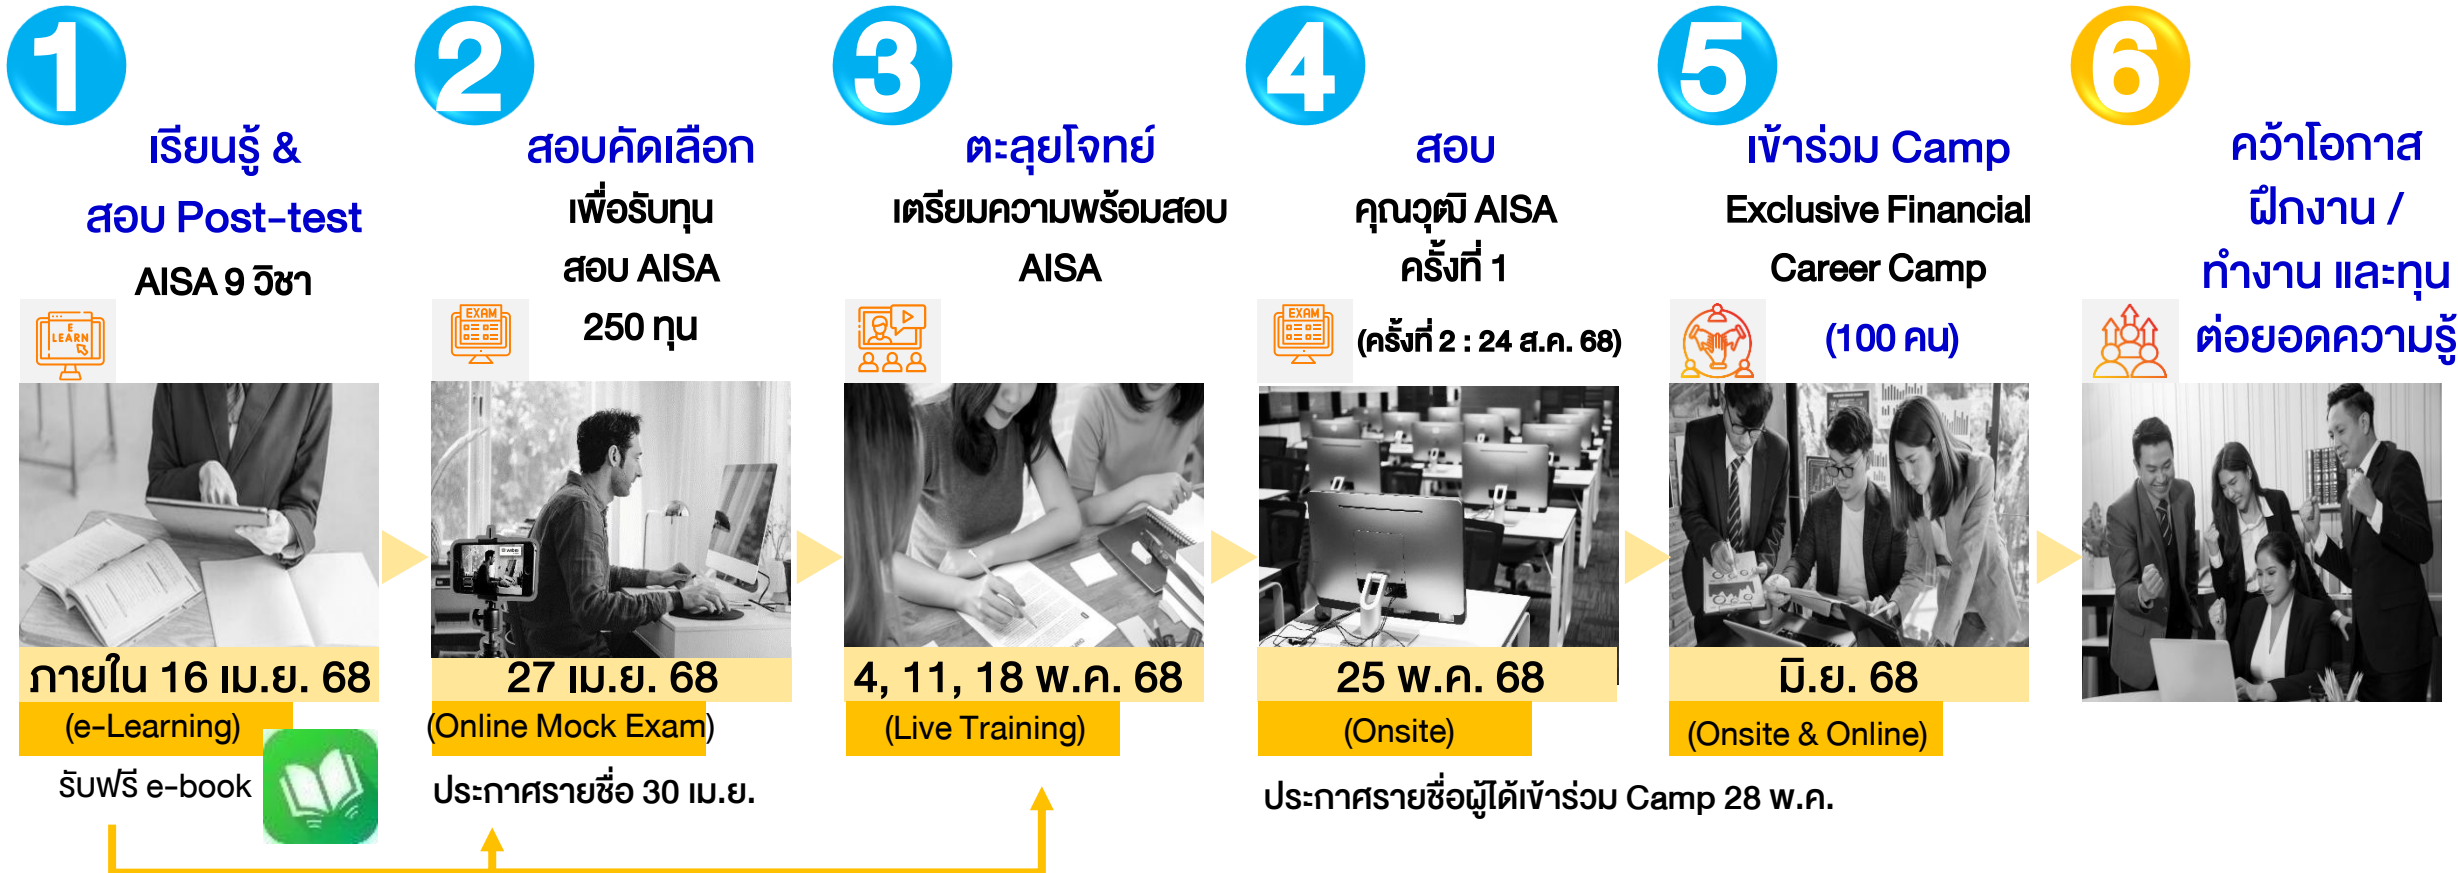 1
เรียนรู้ &
สอบ Post-test
AISA 9 วิชา
E
LEARN
ภายใน 16 เม.ย. 68
(e-Learning)
รับฟรี e-book
2
สอบคัดเลือก
เพื่อรับทุน
สอบ AISA
250 ทุน
EXAM
27 เม.ย. 68
(Online Mock Exam)
ประกาศรายชื่อ 30 เม.ย.
3
ตะลุยโจทย์
เตรียมความพร้อมสอบ
AISA
4, 11, 18 พ.ค. 68
(Live Training)
4
สอบ
คุณวุฒิ AISA
ครั้งที่ 1
(ครั้งที่ 2 : 24 ส.ค. 68)
EXAM
25 พ.ค. 68
(Onsite)
ประกาศรายชื่อผู้ได้เข้าร่วม Camp 28 พ.ค.
5
เข้าร่วม Camp
Exclusive Financial
Career Camp
(100 คน)
มิ.ย. 68
(Onsite & Online)
6
คว้าโอกาส
ฝึกงาน /
ทำงาน และทุน
ต่อยอดความรู้